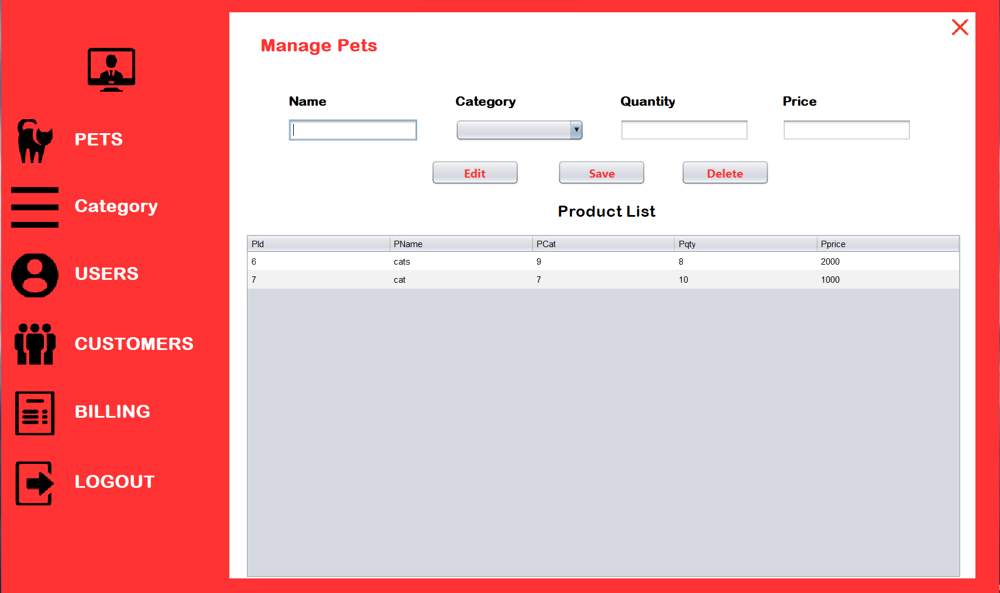 PETS
Category
USERS
CUSTOMERS
BILLING
LOGOUT
Manage Pets
Name Category Quantity Price
Edit Save Delete
Product List
PId PName PCat Pqty Pprice
6 cats 9 8 2000
7 cat 7 10 1000